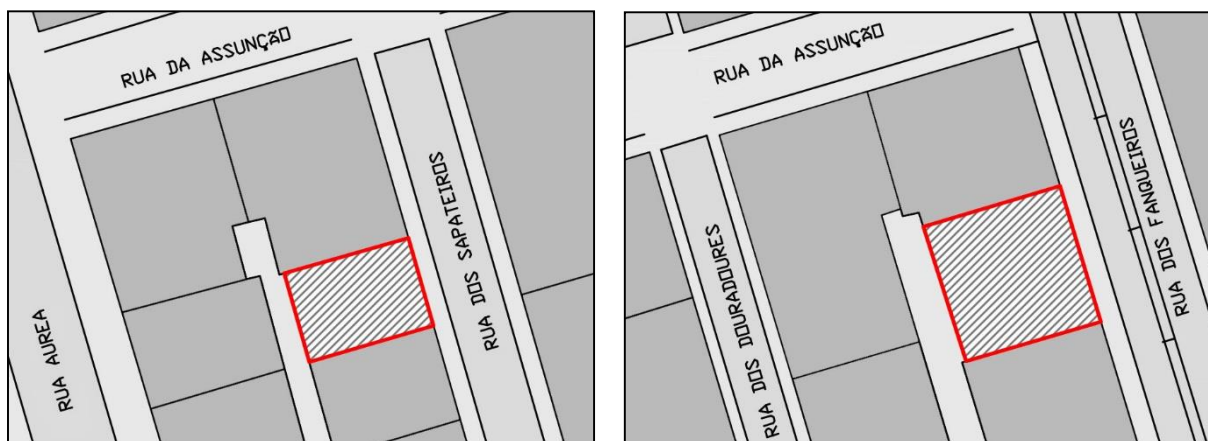 RUA DA ASSUNÇÃO
RUA AUREA
RUA DOS SAPATEIROS
RUA DA ASSUNÇÃO
RUA DOS DOURADOURES
RUA DOS FANQUEIROS